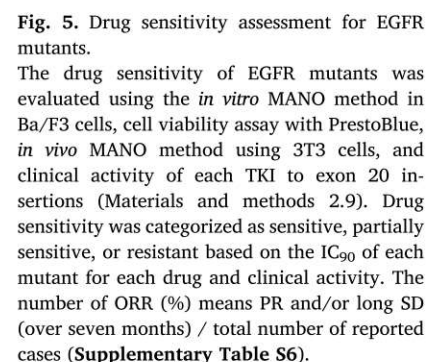 Fig. 5. Drug sensitivity assessment for EGFR
mutants.
The drug sensitivity of EGFR mutants was
evaluated using the in vitro MANO method in
Ba/F3 cells, cell viability assay with PrestoBlue,
in vivo MANO method using 3T3 cells, and
clinical activity of each TKI to exon 20 in-
sertions (Materials and methods 2.9). Drug
sensitivity was categorized as sensitive, partially
sensitive, or resistant based on the IC90 of each
mutant for each drug and clinical activity. The
number of ORR (%) means PR and/or long SD
(over seven months) / total number of reported
cases (Supplementary Table S6).